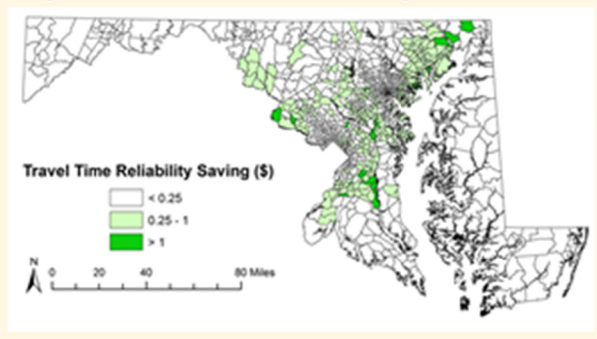 Travel Time Reliability Saving ($)
< 0.25
0.25 - 1
> 1
N
0 20 40 80 Miles